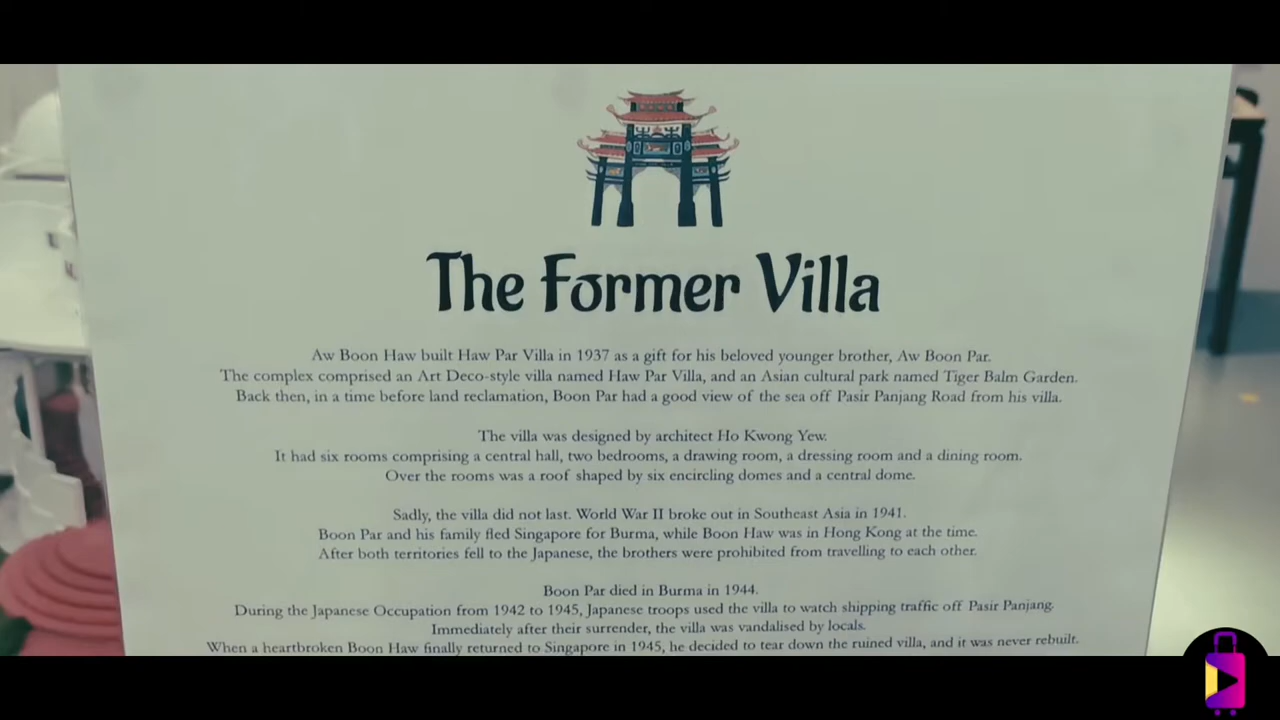 The Former Villa
Aw Boon Haw built Haw Par Villa in 1937 as a gift for his beloved younger brother, Aw Boon Par.
The complex comprised an Art Deco-style villa named Haw Par Villa, and an Asian cultural park named Tiger Balm Garden.
Back then, in a time before land reclamation, Boon Par had a good view of the sea off Pasir Panjang Road from his villa.
The villa was designed by architect Ho Kwong Yew.
It had six rooms comprising a central hall, two bedrooms, a drawing room, a dressing room and a dining room.
Over the rooms was a roof shaped by six encircling domes and a central dome.
Sadly, the villa did not last. World War II broke out in Southeast Asia in 1941.
Boon Par and his family fled Singapore for Burma, while Boon Haw was in Hong Kong at the time.
After both territories fell to the Japanese, the brothers were prohibited from travelling to each other.
Boon Par died in Burma in 1944.
During the Japanese Occupation from 1942 to 1945, Japanese troops used the villa to watch shipping traffic off Pasir Panjang.
Immediately after their surrender, the villa was vandalised by locals.
When a heartbroken Boon Haw finally returned to Singapore in 1945, he decided to tear down the ruined villa, and it was never rebuilt.